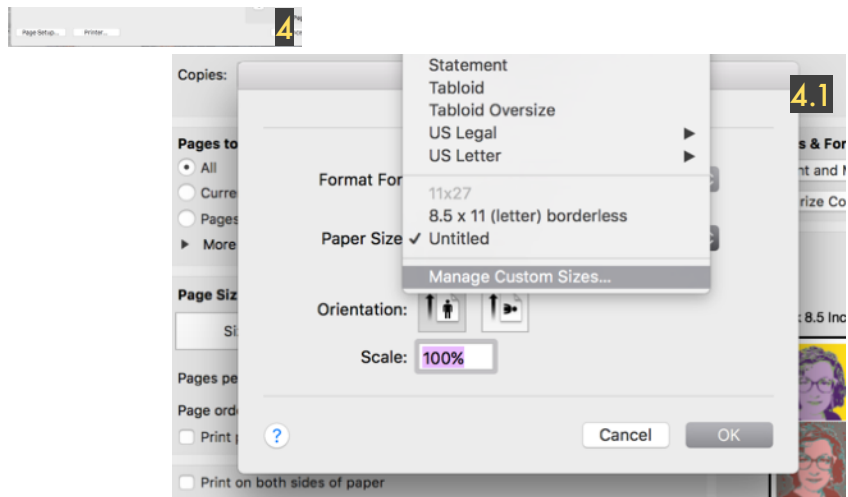 Page Setup... Printer...
4
4.1
Copies:
Statement
Tabloid
Tabloid Oversize
US Legal
US Letter
11x27
8.5 x 11 (letter) borderless
Untitled
Manage Custom Sizes...
Pages to
All
Curre
Pages
More
Format For
Paper Size
Orientation:
Scale: 100%
Page Siz
Si
Pages pe
Page ord
Print p
?
Cancel OK
Print on both sides of paper
s & For
nt and M
rize Co
8.5 Inc